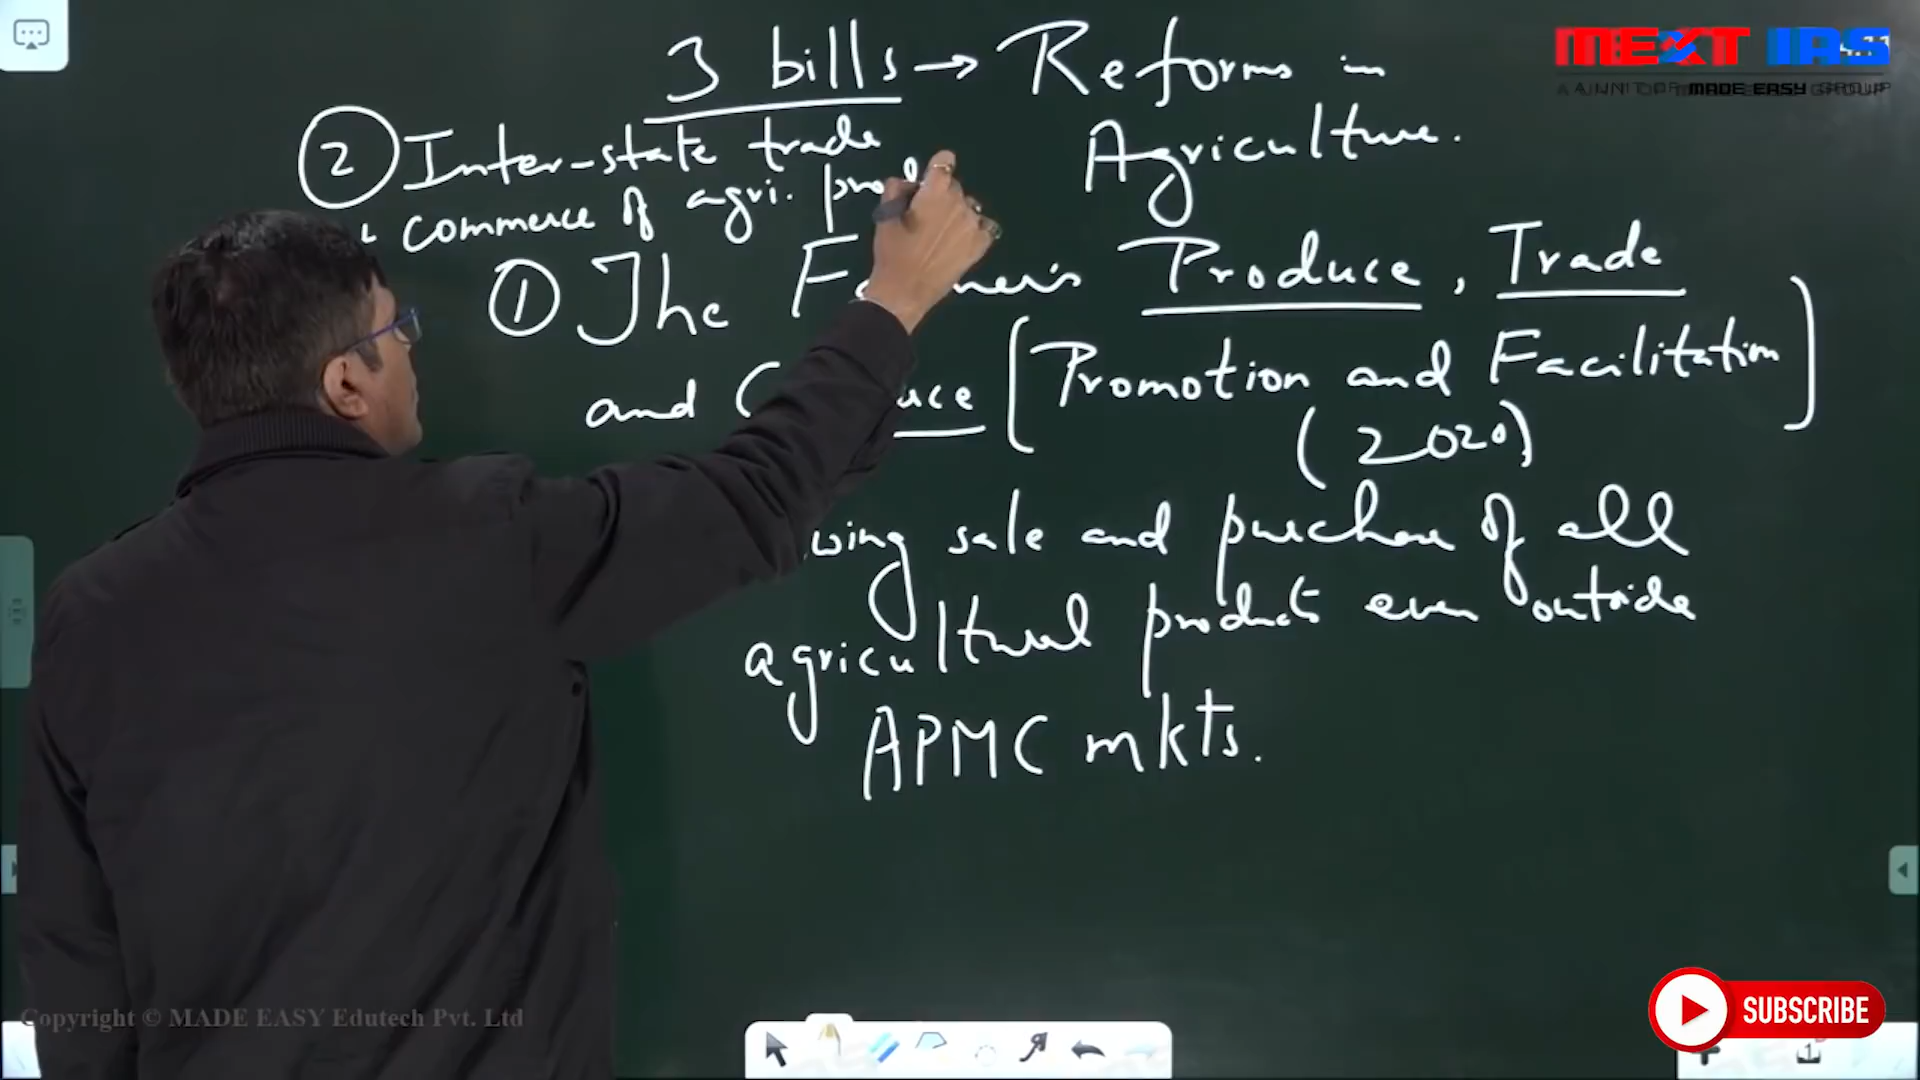 3 bills → Reforms in
Agriculture.
② Inter-state trade
commerce of agri.
① The Produce, Trade
and [Promotion and Facilitation]
(2020)
sale and purchase of all
agricultural products even outside
APMC mkts.
NEXT IAS
MADE EASY
SUBSCRIBE
Copyright © MADE EASY Edutech Pvt. Ltd